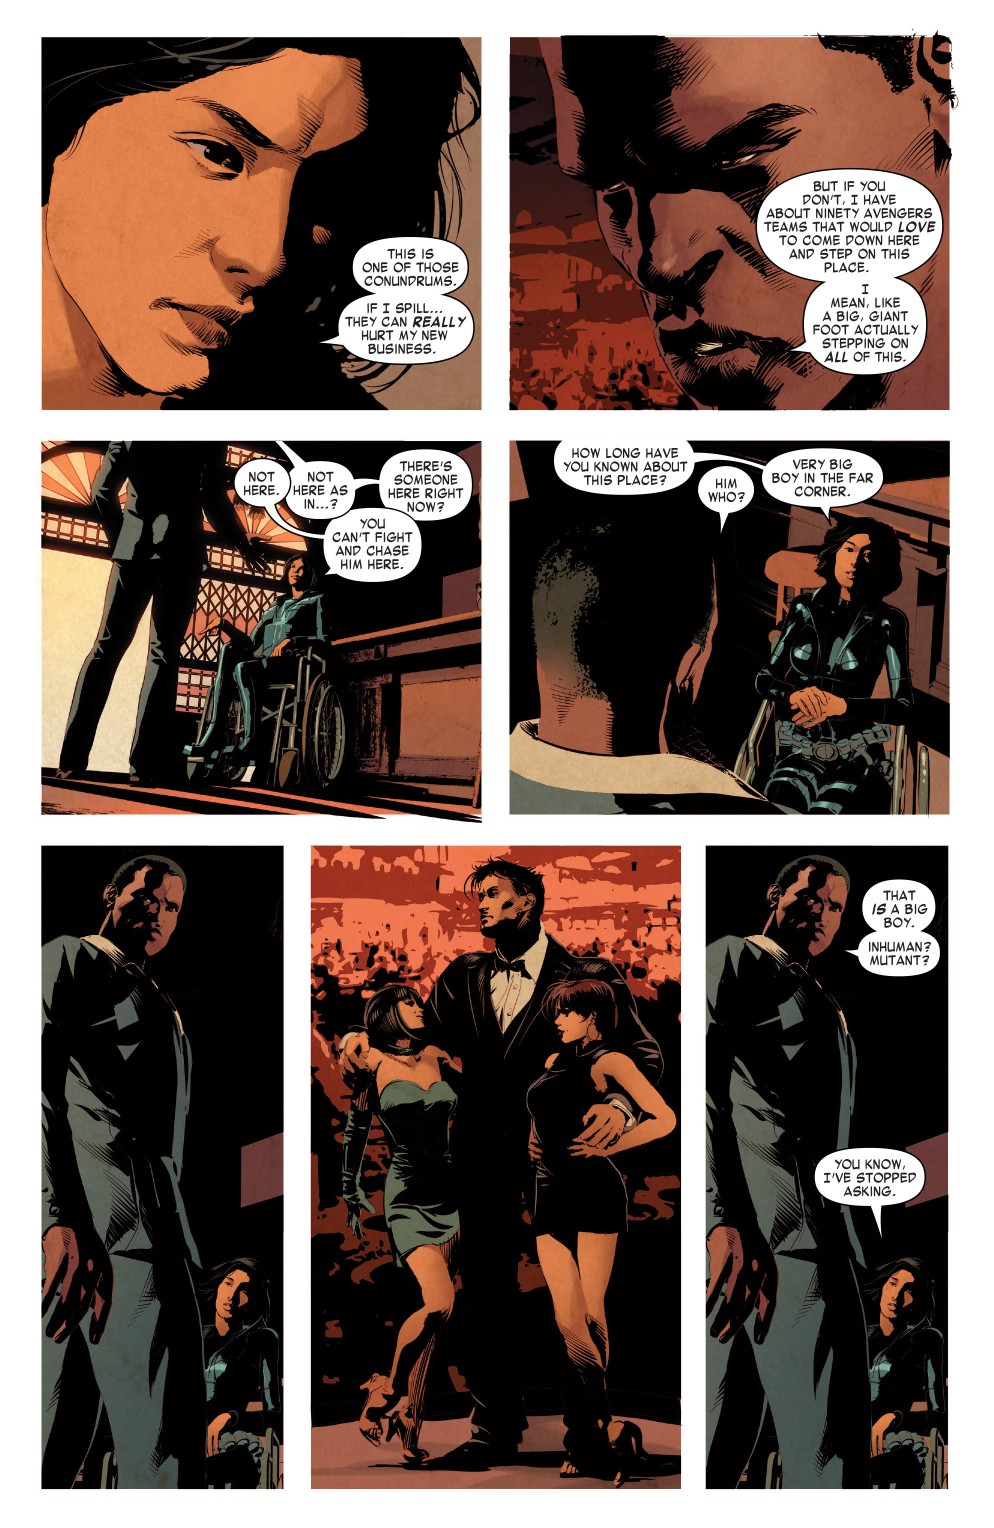 THIS IS
ONE OF THOSE
CONUNDRUMS.
IF I SPILL...
THEY CAN REALLY
HURT MY NEW
BUSINESS.
BUT IF YOU
DON'T, I HAVE
ABOUT NINETY AVENGERS
TEAMS THAT WOULD LOVE
TO COME DOWN HERE
AND STEP ON THIS
PLACE.
I
MEAN, LIKE
A BIG, GIANT
FOOT ACTUALLY
STEPPING ON
ALL OF THIS.
NOT
HERE.
NOT
HERE AS
IN...?
THERE'S
SOMEONE
HERE RIGHT
NOW?
YOU
CAN'T FIGHT
AND CHASE
HIM HERE.
HOW LONG HAVE
YOU KNOWN ABOUT
THIS PLACE?
HIM
WHO?
VERY BIG
BOY IN THE FAR
CORNER.
THAT
IS A BIG
BOY.
INHUMAN?
MUTANT?
YOU KNOW,
I'VE STOPPED
ASKING.